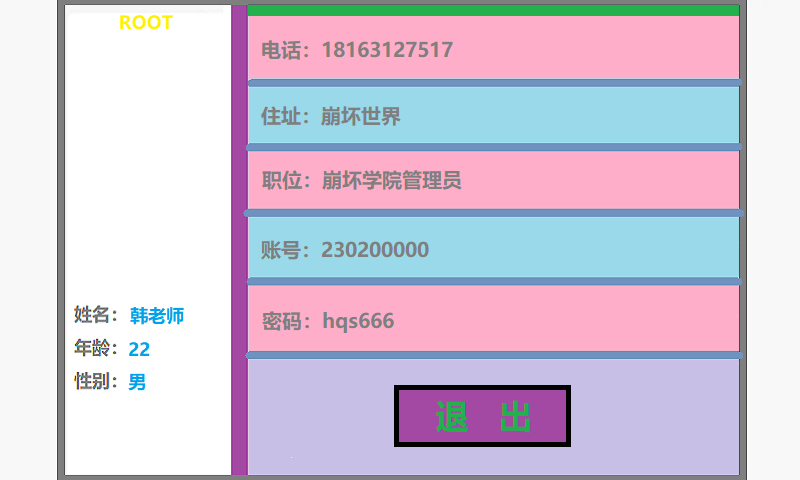 ROOT
姓名：韩老师
年龄：22
性别：男
电话：18163127517
住址：崩坏世界
职位：崩坏学院管理员
账号：230200000
密码：hqs666
退 出